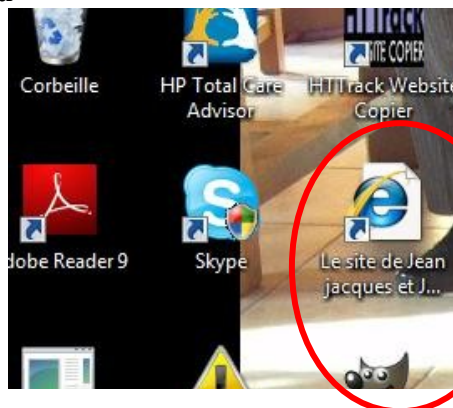 HTTrack
SITE COPIER
Corbeille
HP Total Care
Advisor
HTTrack Website
Copier
dobe Reader 9
Skype
Le site de Jean
jacques et J...